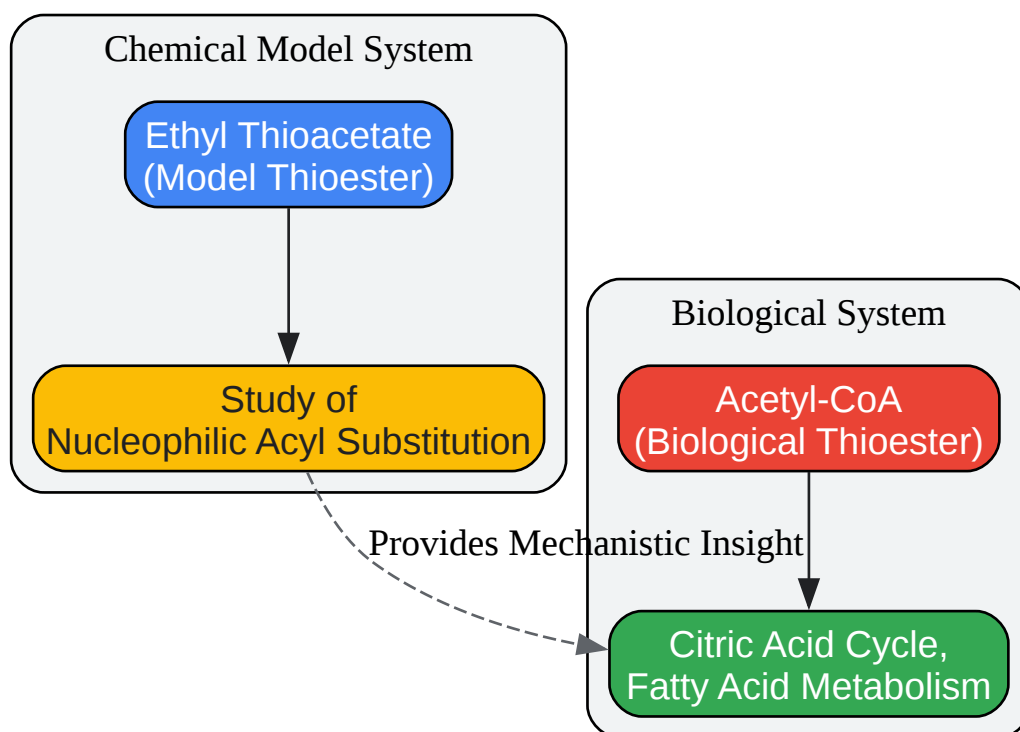 Chemical Model System
Ethyl Thioacetate
(Model Thioester)
Study of
Nucleophilic Acyl Substitution
Biological System
Acetyl-CoA
(Biological Thioester)
Provides Mechanistic Insight
Citric Acid Cycle,
Fatty Acid Metabolism